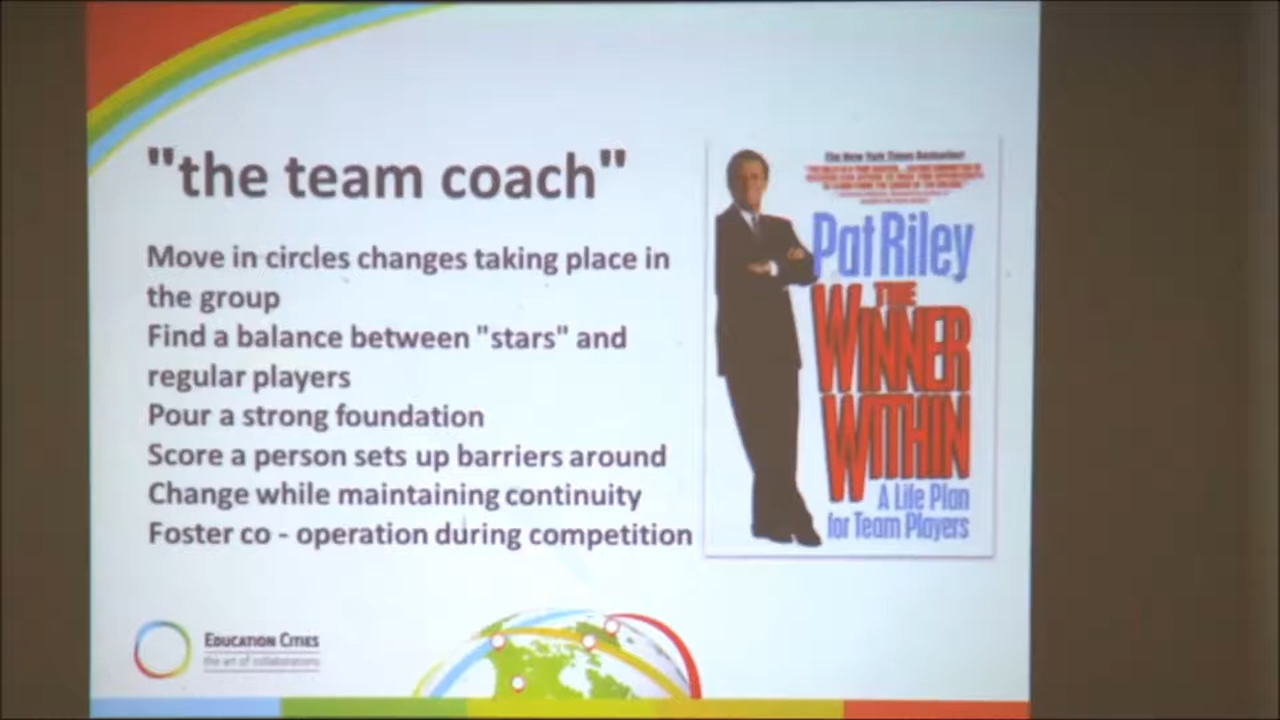 "the team coach"
Move in circles changes taking place in
the group
Find a balance between "stars" and
regular players
Pour a strong foundation
Score a person sets up barriers around
Change while maintaining continuity
Foster co - operation during competition
The New York Times Bestseller!
Pat Riley
THE
WINNER
WITHIN
A Life Plan
for Team Players
EDUCATION CITIES
the art of collaborations